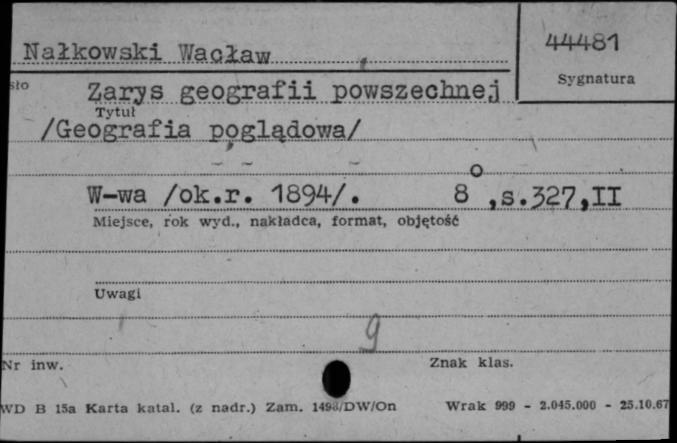 Nałkowski Wacław
44481
Sygnatura
sło
Zarys geografii powszechnej
Tytuł
/Geografia poglądowa/
W-wa /ok.r. 1894/. 8° ,s.327,II
Miejsce, rok wyd., nakładca, format, objętość
Uwagi
9
Nr inw.
Znak klas.
WD B 15a Karta katal. (z nadr.) Zam. 1498/DW/On
Wrak 999 - 2.045.000 - 25.10.67